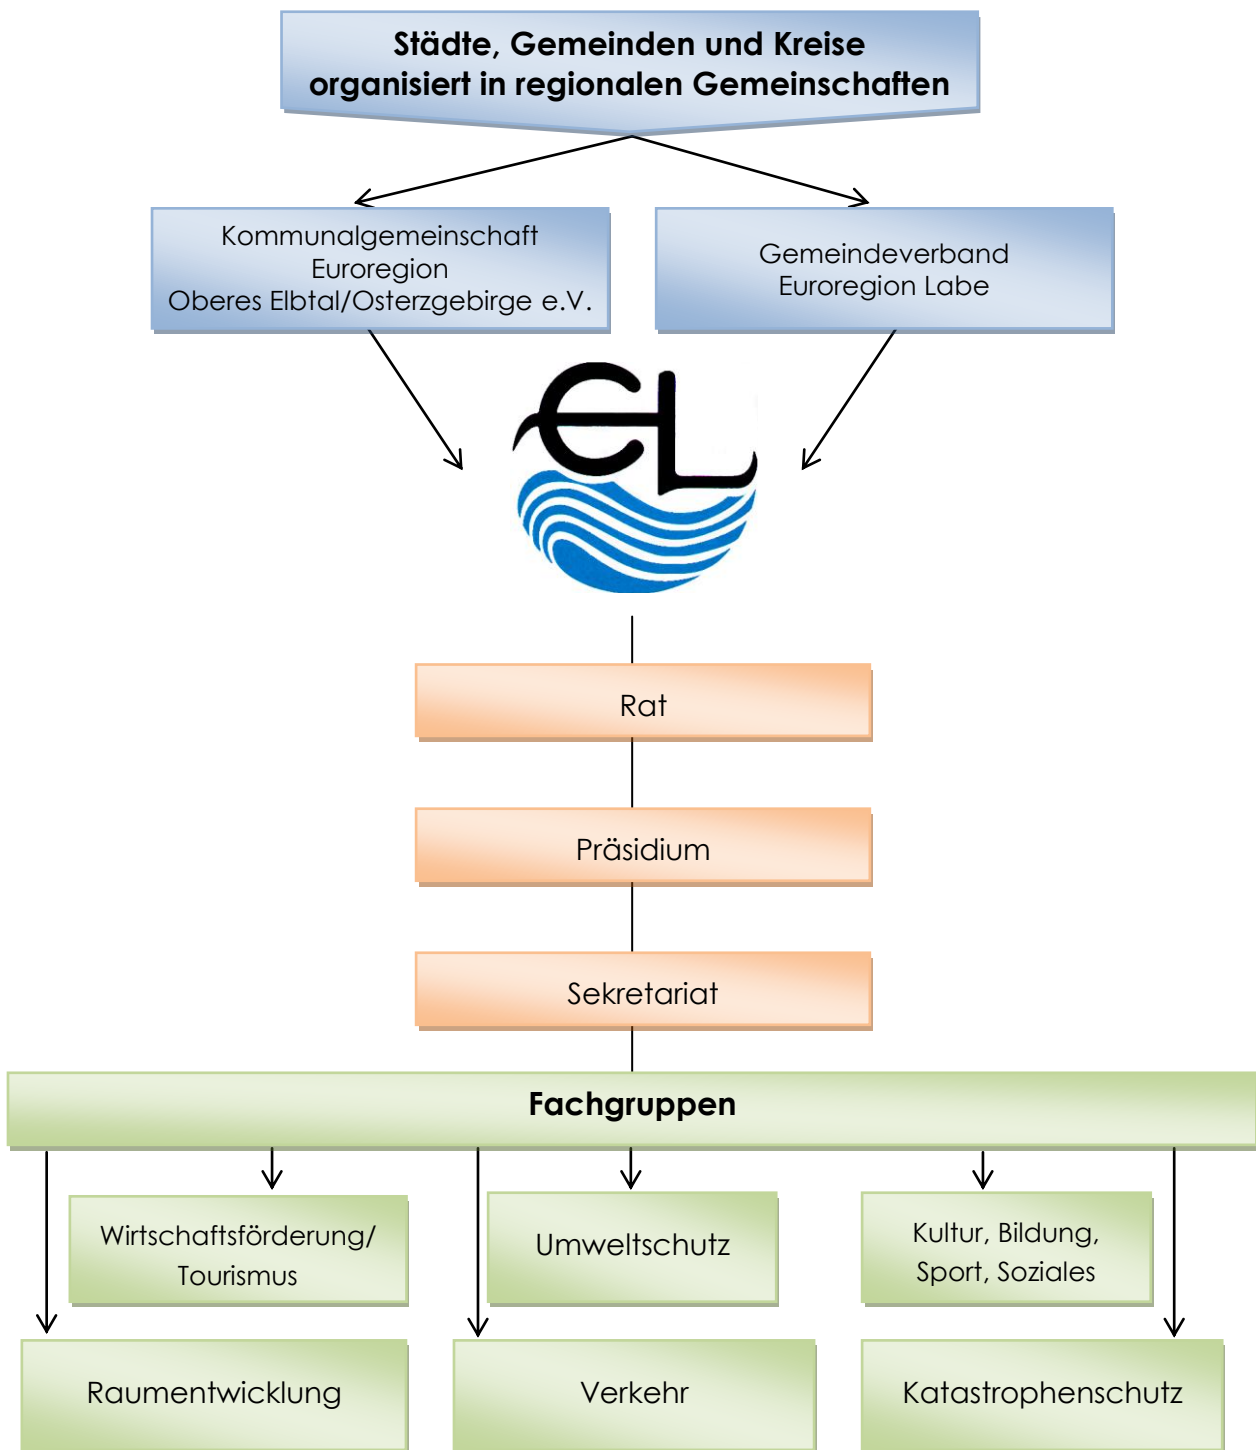 Städte, Gemeinden und Kreise
organisiert in regionalen Gemeinschaften
Kommunalgemeinschaft
Euroregion
Oberes Elbtal/Osterzgebirge e.V.
Gemeindeverband
Euroregion Labe
EL
Rat
Präsidium
Sekretariat
Fachgruppen
Wirtschaftsförderung/
Tourismus
Umweltschutz
Kultur, Bildung,
Sport, Soziales
Raumentwicklung
Verkehr
Katastrophenschutz